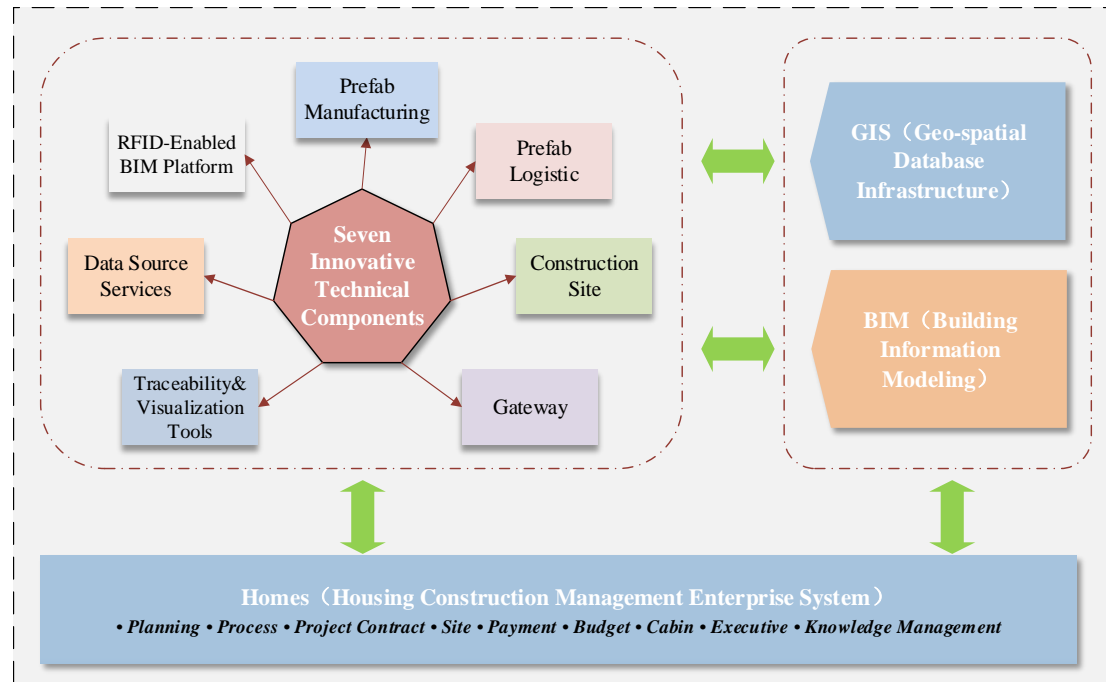 Prefab
Manufacturing
RFID-Enabled
BIM Platform
Prefab
Logistic
Seven
Innovative
Technical
Components
Data Source
Services
Construction
Site
Traceability&
Visualization
Tools
Gateway
GIS（Geo-spatial
Database
Infrastructure）
BIM（Building
Information
Modeling）
Homes（Housing Construction Management Enterprise System）
• Planning • Process • Project Contract • Site • Payment • Budget • Cabin • Executive • Knowledge Management